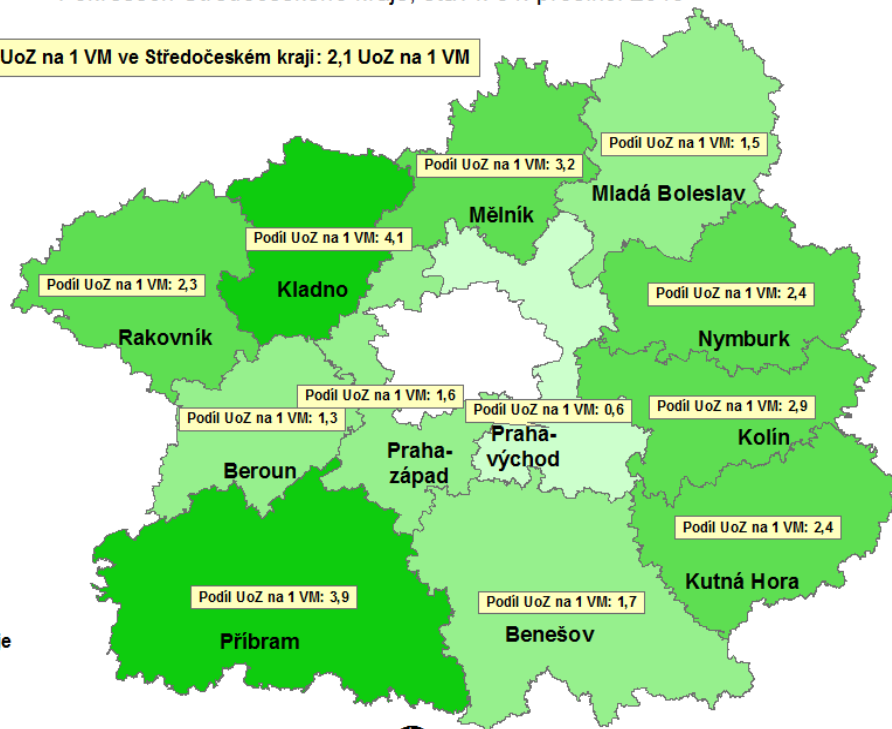 UoZ na 1 VM ve Středočeském kraji: 2,1 UoZ na 1 VM
Podíl UoZ na 1 VM: 1,5
Mladá Boleslav
Podíl UoZ na 1 VM: 3,2
Mělník
Podíl UoZ na 1 VM: 4,1
Kladno
Podíl UoZ na 1 VM: 2,3
Rakovník
Podíl UoZ na 1 VM: 2,4
Nymburk
Podíl UoZ na 1 VM: 1,6
Praha-
západ
Podíl UoZ na 1 VM: 1,3
Beroun
Podíl UoZ na 1 VM: 0,6
Praha-
východ
Podíl UoZ na 1 VM: 2,9
Kolín
Podíl UoZ na 1 VM: 2,4
Kutná Hora
Podíl UoZ na 1 VM: 3,9
Příbram
Podíl UoZ na 1 VM: 1,7
Benešov